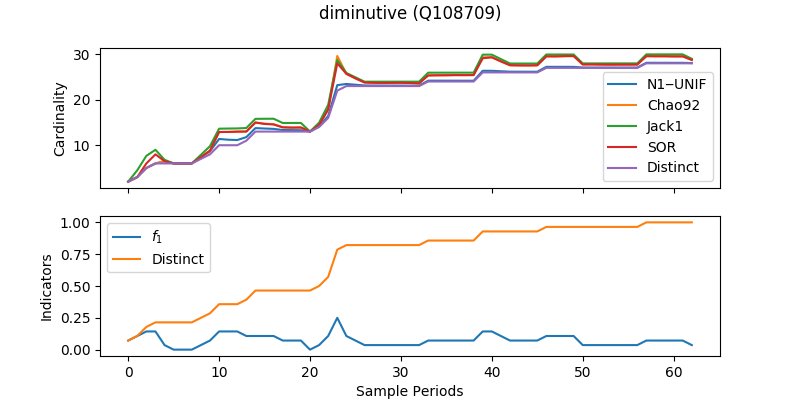 diminutive (Q108709)
30
20
10
Cardinality
N1−UNIF
Chao92
Jack1
SOR
Distinct
1.00
0.75
0.50
0.25
0.00
Indicators
f1
Distinct
0 10 20 30 40 50 60
Sample Periods